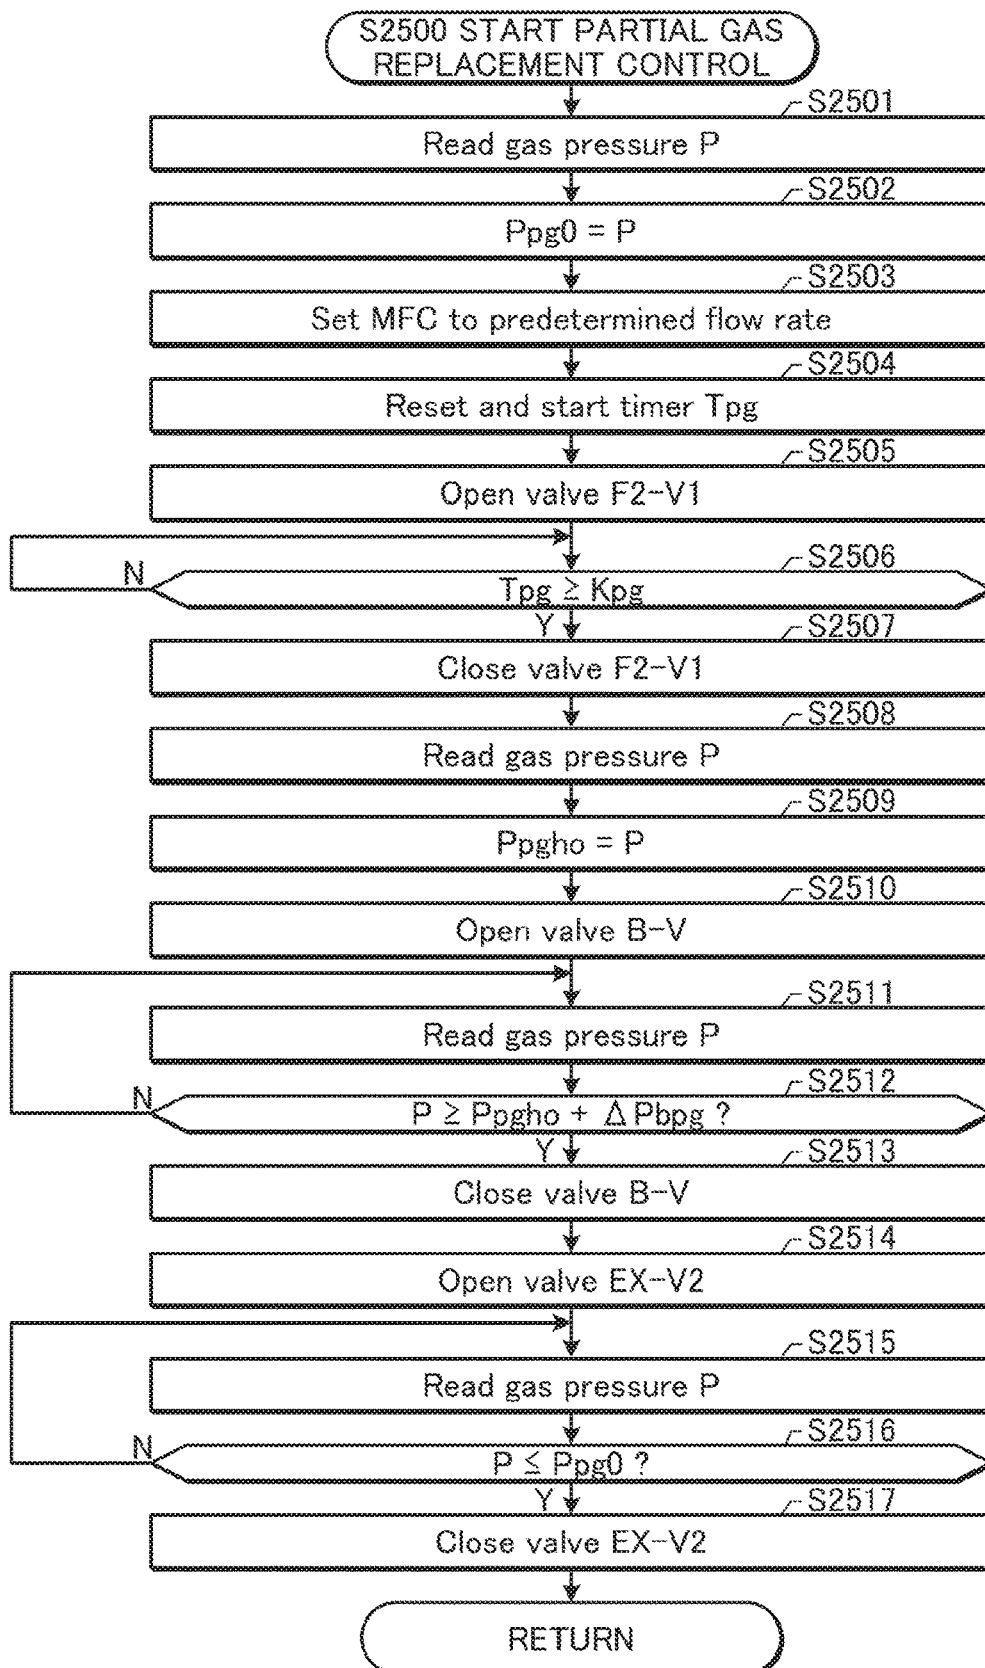 S2500 START PARTIAL GAS
REPLACEMENT CONTROL
S2501
Read gas pressure P
S2502
Ppg0 = P
S2503
Set MFC to predetermined flow rate
S2504
Reset and start timer Tpg
S2505
Open valve F2-V1
S2506
N
Tpg ≥ Kpg
Y
S2507
Close valve F2-V1
S2508
Read gas pressure P
S2509
Ppgho = P
S2510
Open valve B-V
S2511
Read gas pressure P
S2512
N
P ≥ Ppgho + Δ Pbpg ?
Y
S2513
Close valve B-V
S2514
Open valve EX-V2
S2515
Read gas pressure P
S2516
N
P ≤ Ppg0 ?
Y
S2517
Close valve EX-V2
RETURN